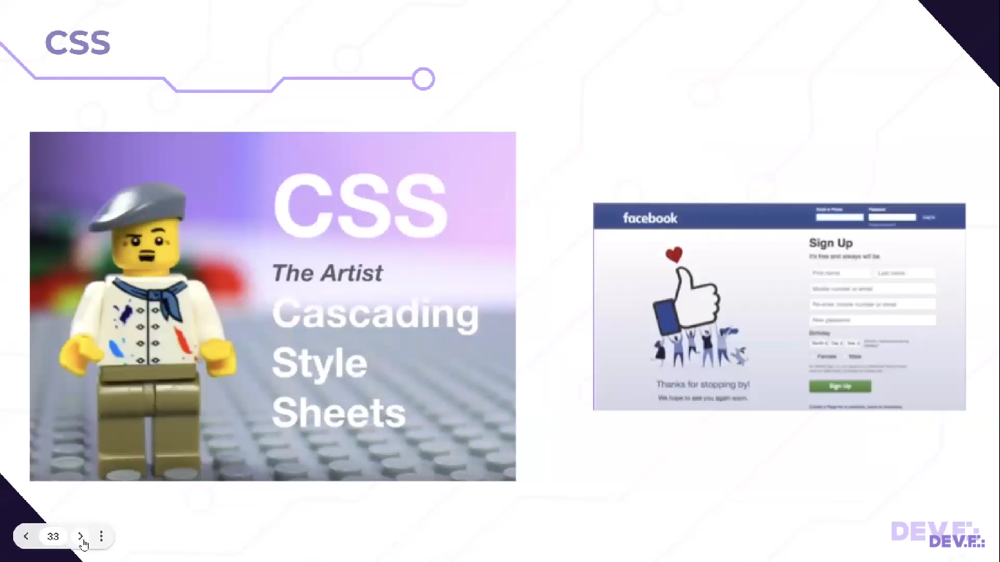 CSS
CSS
The Artist
Cascading
Style
Sheets
facebook
Email or Phone
Password
Log In
Sign Up
It's free and always will be.
First name
Last name
Mobile number or email
Re-enter mobile number or email
New password
Birthday
Female
Male
Sign Up
Thanks for stopping by!
We hope to see you again soon.
33
DEV.F.:
DEV.F.: